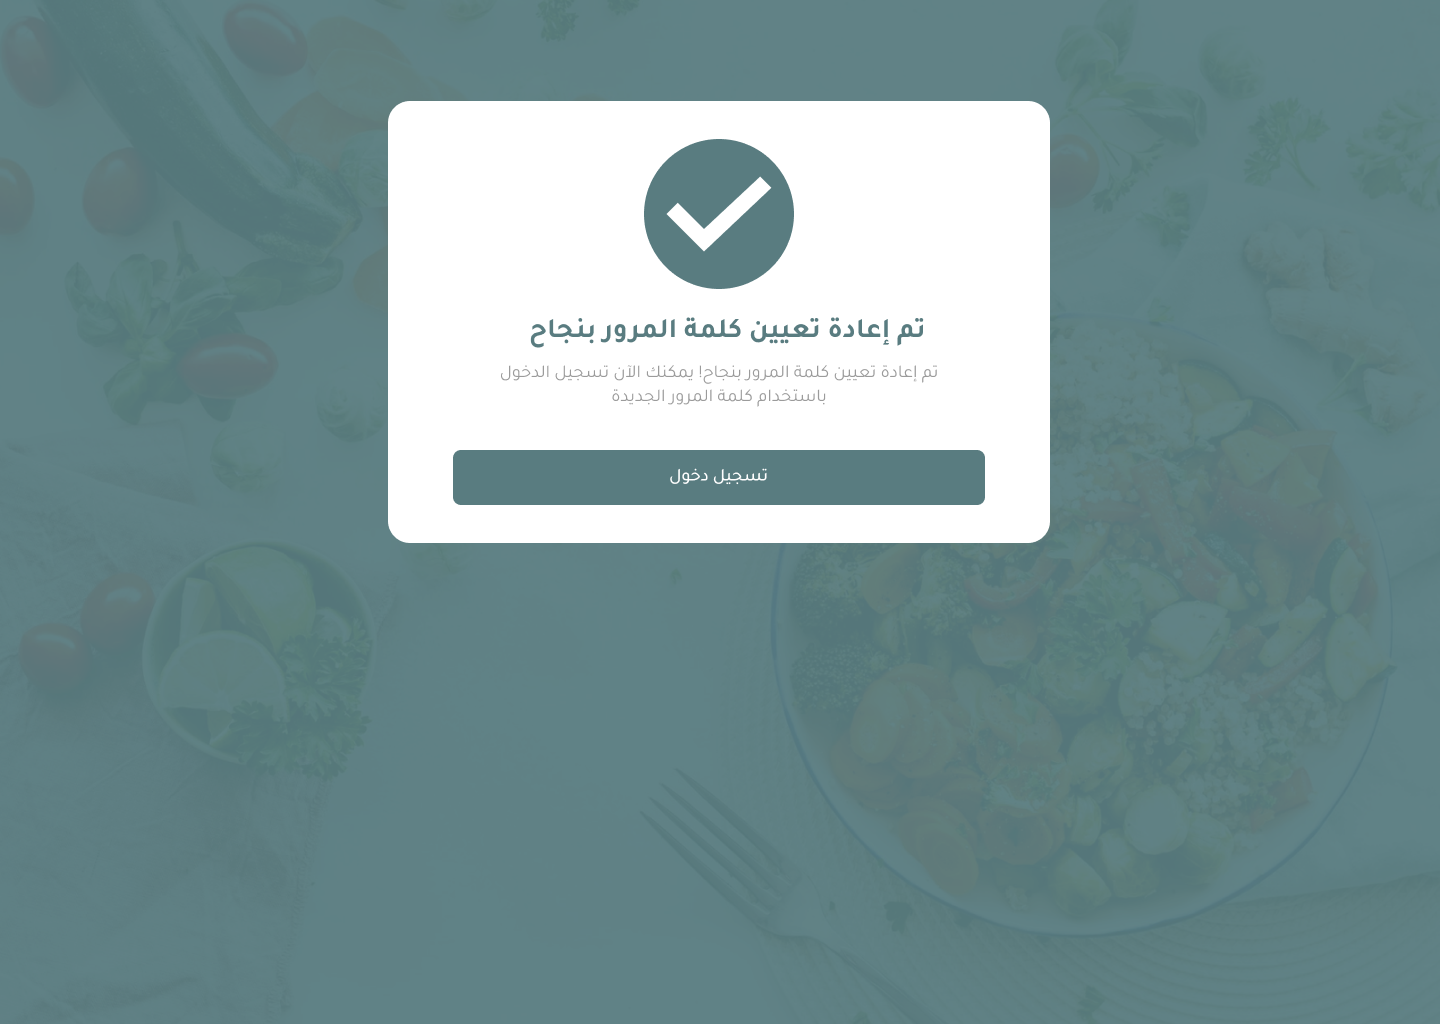 تم إعادة تعيين كلمة المرور بنجاح
تم إعادة تعيين كلمة المرور بنجاح! يمكنك الآن تسجيل الدخول
باستخدام كلمة المرور الجديدة
تسجيل دخول